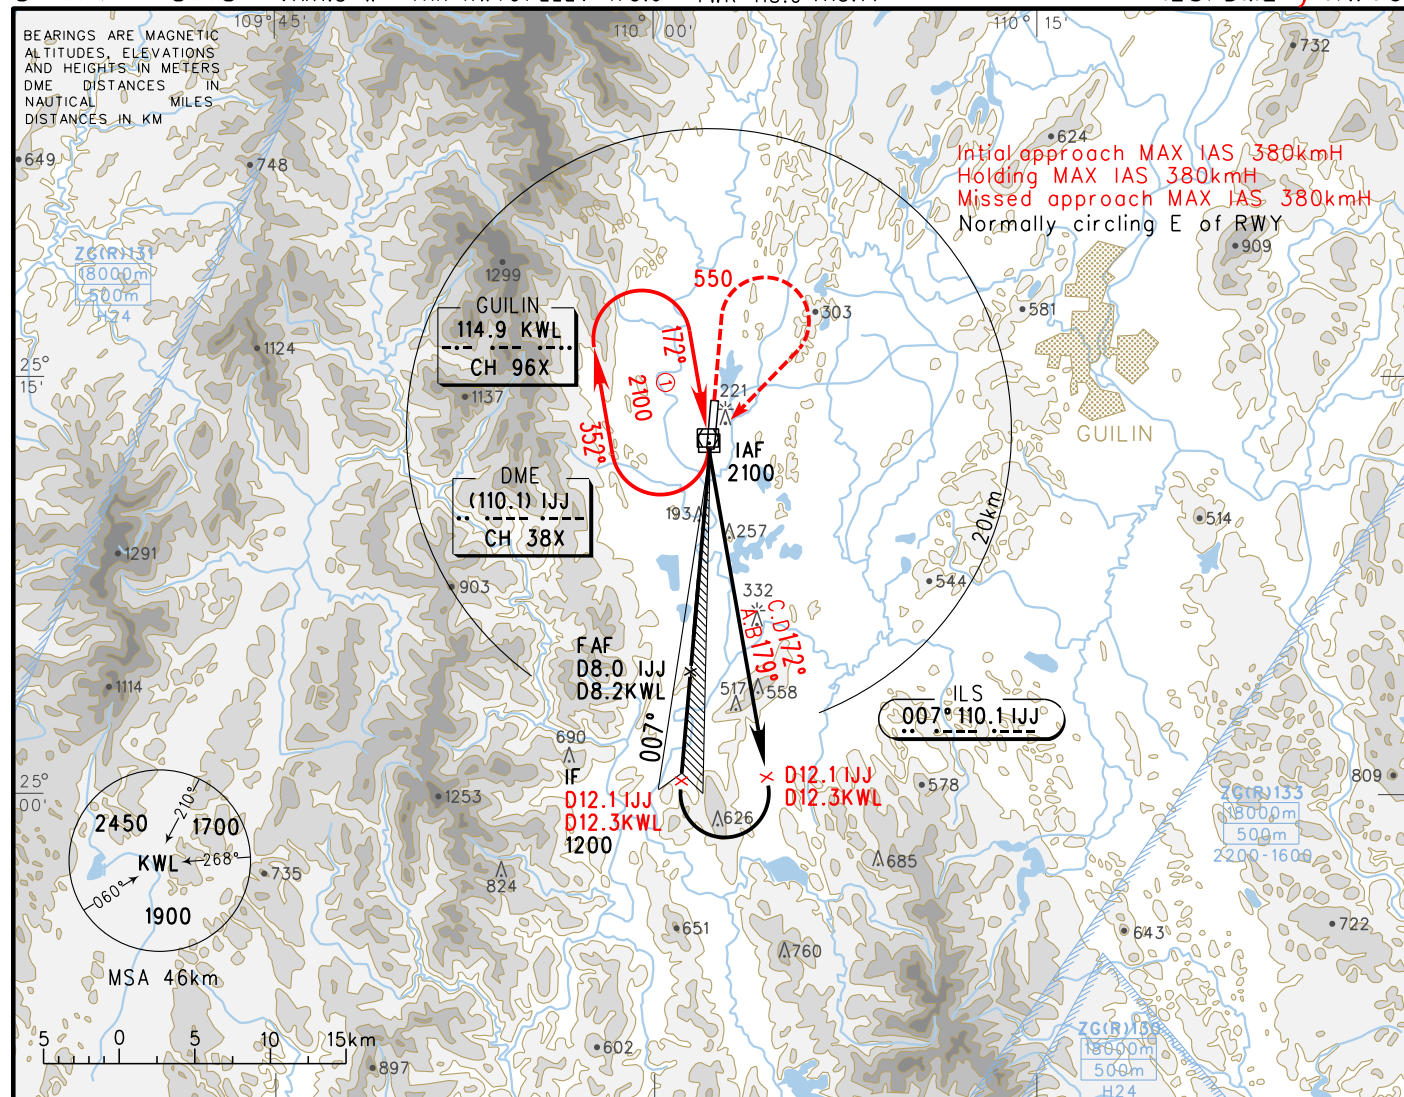 109°45'
110°00'
110°15'
BEARINGS ARE MAGNETIC
ALTITUDES, ELEVATIONS
AND HEIGHTS IN METERS
DME DISTANCES IN
NAUTICAL MILES
DISTANCES IN KM
732
624
649
748
Intial approach MAX IAS 380kmH
Holding MAX IAS 380kmH
Missed approach MAX IAS 380kmH
Normally circling E of RWY
909
ZG(R)131
18000m
500m
H24
600
400
1200
1299
550
GUILIN
114.9 KWL
CH 96X
303
581
1124
172°
①
2100
352°
25°
15'
1137
221
GUILIN
IAF
2100
DME
(110.1) IJJ
CH 38X
193
257
20km
514
1291
903
544
332
C.D172°
A.B179°
FAF
D8.0 IJJ
D8.2KWL
1114
517
558
ILS
007° 110.1 IJJ
007°
690
IF
D12.1 IJJ
D12.3KWL
1200
D12.1 IJJ
D12.3KWL
578
809
25°
00'
1253
626
ZG(R)133
18000m
500m
2200-1600
2450
210°
1700
KWL
268°
060°
1900
MSA 46km
735
824
685
651
760
643
722
5 0 5 10 15km
602
897
ZG(R)130
18000m
500m
H24